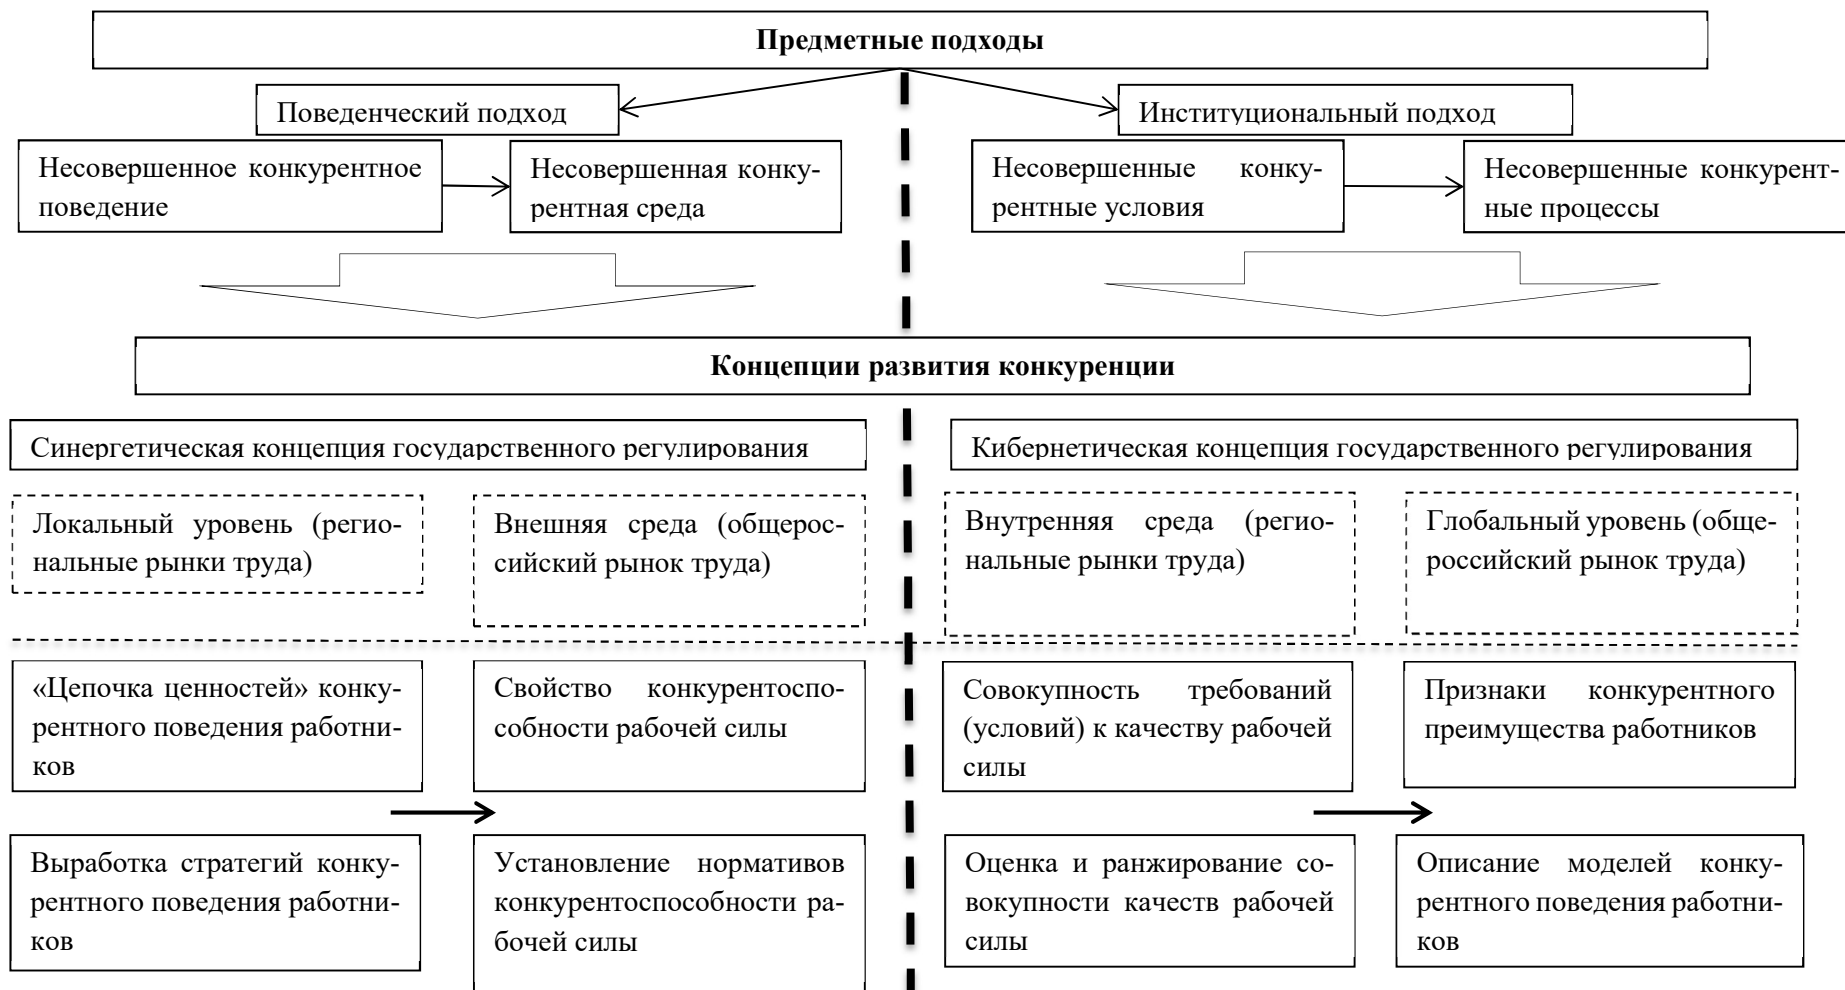 Предметные подходы
Поведенческий подход
Институциональный подход
Несовершенное конкурентное
поведение
Несовершенная конку-
рентная среда
Несовершенные конку-
рентные условия
Несовершенные конкурент-
ные процессы
Концепции развития конкуренции
Синергетическая концепция государственного регулирования
Кибернетическая концепция государственного регулирования
Локальный уровень (регио-
нальные рынки труда)
Внешняя среда (общерос-
сийский рынок труда)
Внутренняя среда (регио-
нальные рынки труда)
Глобальный уровень (обще-
российский рынок труда)
«Цепочка ценностей» конку-
рентного поведения работни-
ков
Свойство конкурентоспо-
собности рабочей силы
Совокупность требований
(условий) к качеству рабочей
силы
Признаки конкурентного
преимущества работников
Выработка стратегий конку-
рентного поведения работни-
ков
Установление нормативов
конкурентоспособности ра-
бочей силы
Оценка и ранжирование со-
вокупности качеств рабочей
силы
Описание моделей конку-
рентного поведения работни-
ков